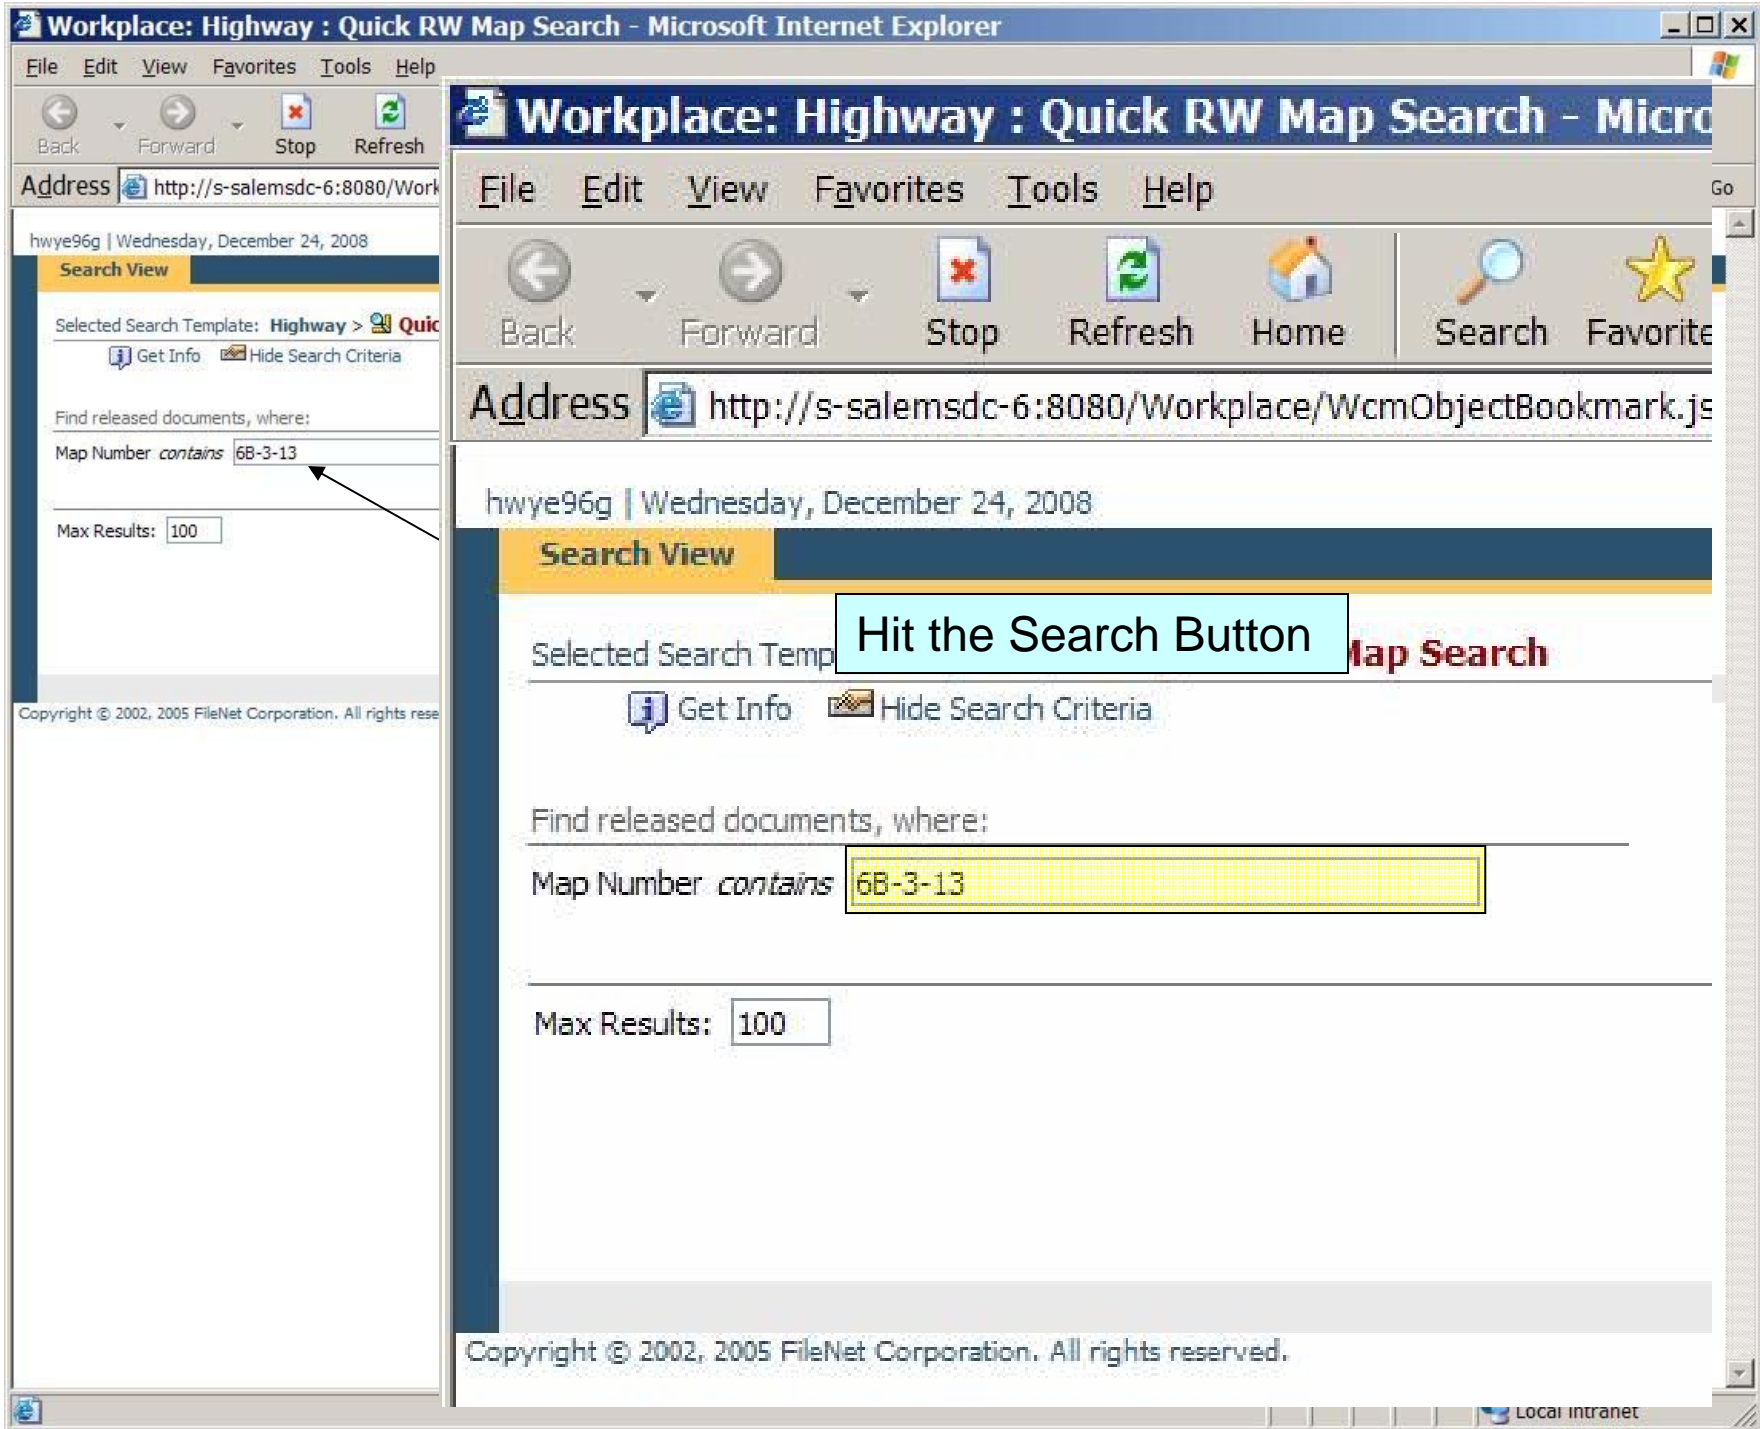 Workplace: Highway : Quick RW Map Search - Microsoft Internet Explorer
File Edit View Favorites Tools Help
Back Forward Stop Refresh
Address http://s-salemsdc-6:8080/Work
Go
hwye96g | Wednesday, December 24, 2008
Search View
Selected Search Template: Highway > Quic
Get Info Hide Search Criteria
Find released documents, where:
Map Number contains 6B-3-13
Max Results: 100
Copyright © 2002, 2005 FileNet Corporation. All rights rese
Workplace: Highway : Quick RW Map Search - Micro
File Edit View Favorites Tools Help
Back Forward Stop Refresh Home Search Favorite
Address http://s-salemsdc-6:8080/Workplace/WcmObjectBookmark.js
hwye96g | Wednesday, December 24, 2008
Search View
Hit the Search Button
Selected Search Temp Map Search
Get Info Hide Search Criteria
Find released documents, where:
Map Number contains 6B-3-13
Max Results: 100
Copyright © 2002, 2005 FileNet Corporation. All rights reserved.
Local intranet